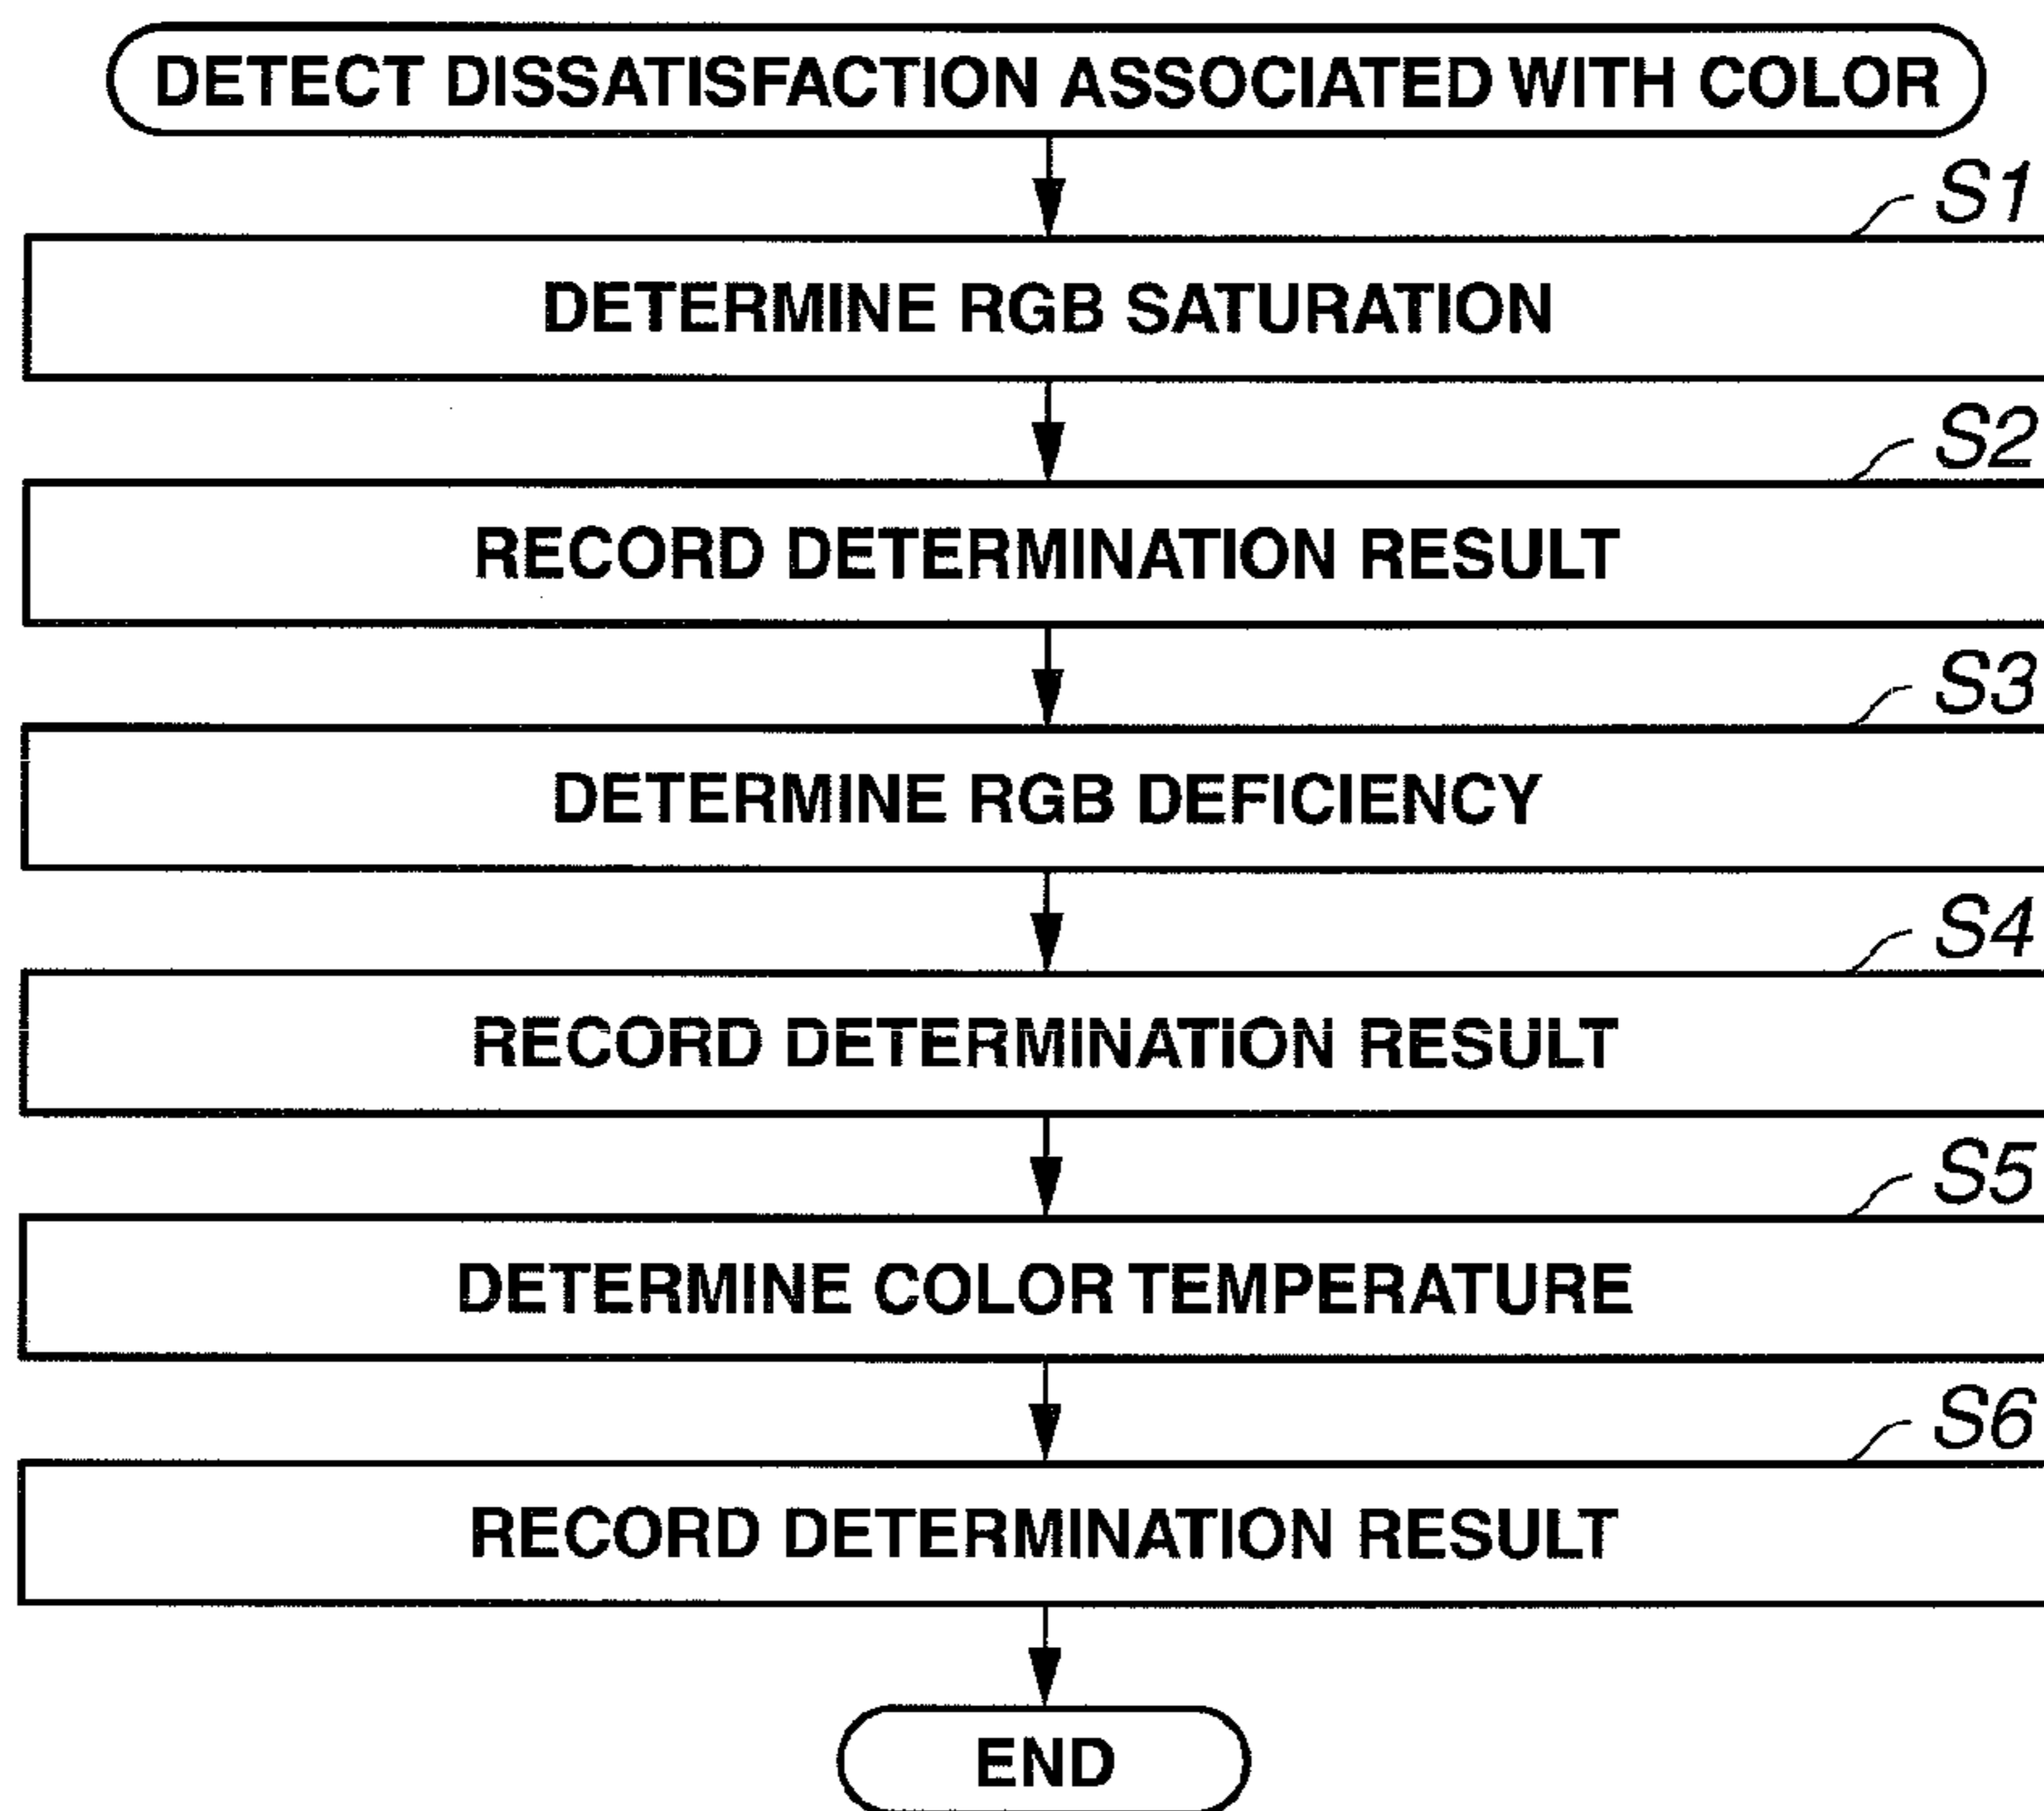 DETECT DISSATISFACTION ASSOCIATED WITH COLOR
S1
DETERMINE RGB SATURATION
S2
RECORD DETERMINATION RESULT
S3
DETERMINE RGB DEFICIENCY
S4
RECORD DETERMINATION RESULT
S5
DETERMINE COLOR TEMPERATURE
S6
RECORD DETERMINATION RESULT
END